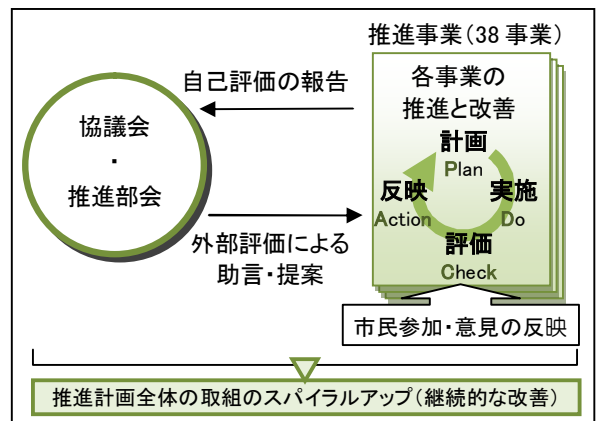 推進事業(38 事業)
自己評価の報告
協議会
・
推進部会
外部評価による
助言・提案
各事業の
推進と改善
計画
Plan
反映
Action
実施
Do
評価
Check
市民参加・意見の反映
推進計画全体の取組のスパイラルアップ(継続的な改善)